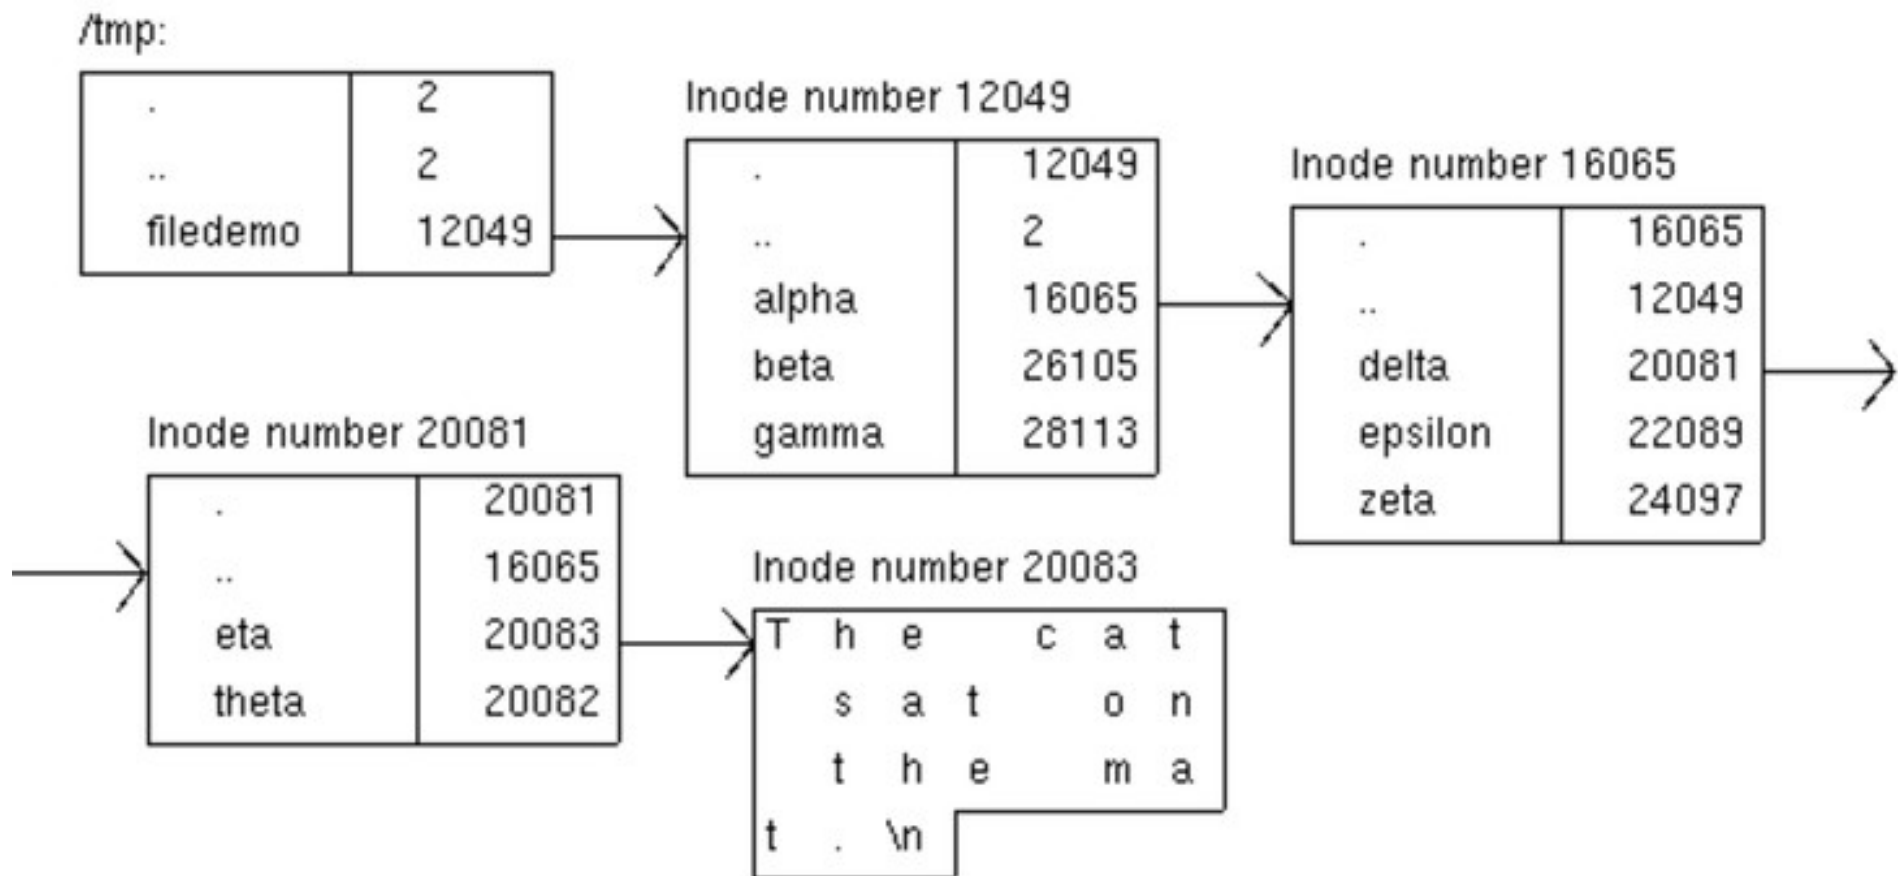 /tmp:
. 2
.. 2
filedemo 12049
Inode number 12049
. 12049
.. 2
alpha 16065
beta 26105
gamma 28113
Inode number 16065
. 16065
.. 12049
delta 20081
epsilon 22089
zeta 24097
Inode number 20081
. 20081
.. 16065
eta 20083
theta 20082
Inode number 20083
T h e   c a t
s a t   o n
t h e   m a
t . \n